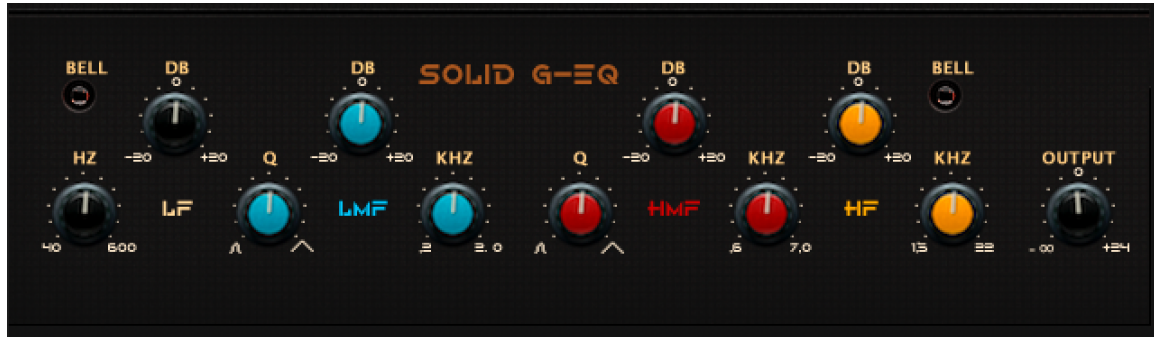 BELL DB DB SOLID G-EQ DB DB BELL
0 0 0 0
-20 +20 -20 +20 -20 +20 -20 +20
HZ Q KHZ Q KHZ KHZ OUTPUT
0
LF LMF HMF HF
40 600 ,2 2.0 ,6 7,0 1,5 22 -∞ +24